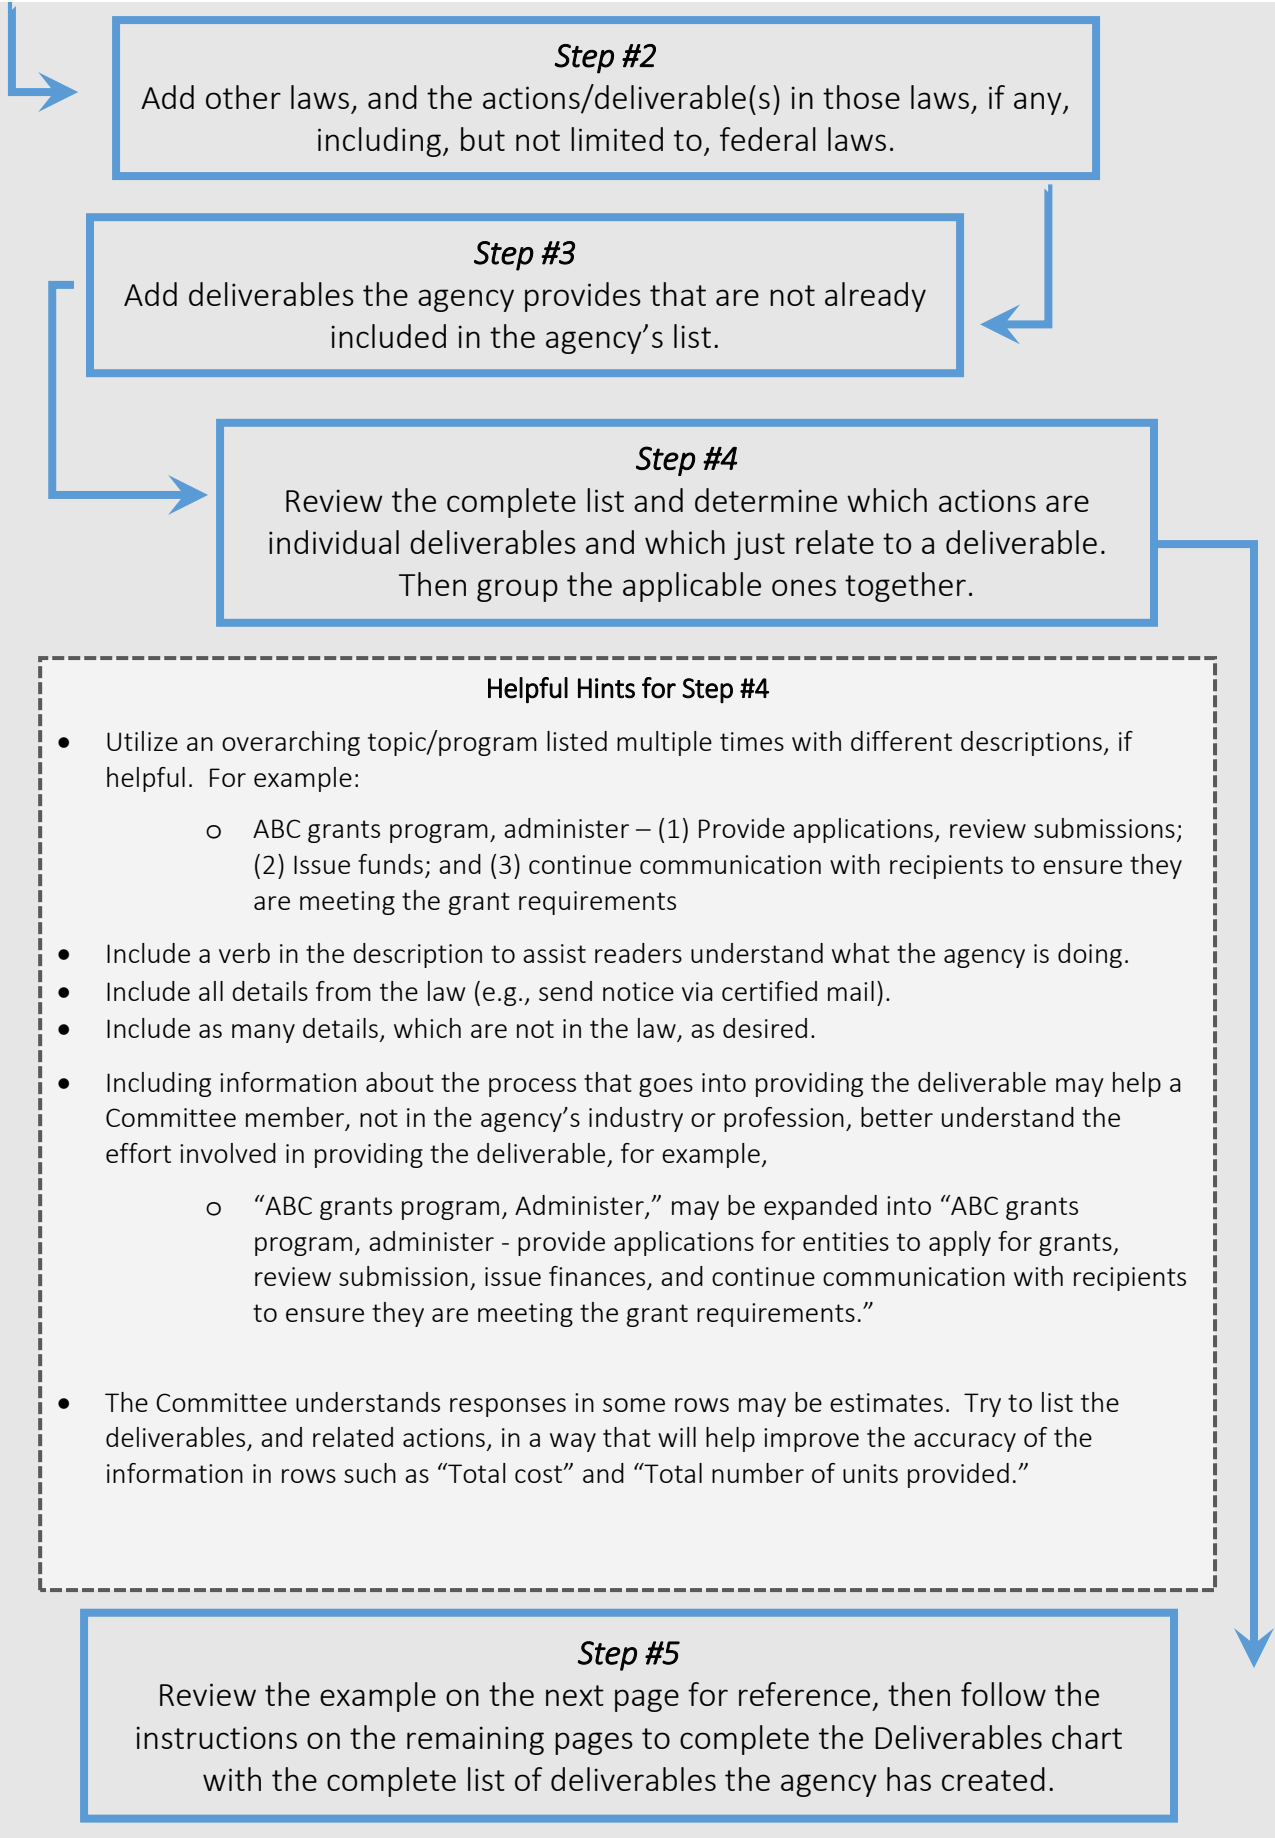 Step #2
Add other laws, and the actions/deliverable(s) in those laws, if any,
including, but not limited to, federal laws.
Step #3
Add deliverables the agency provides that are not already
included in the agency’s list.
Step #4
Review the complete list and determine which actions are
individual deliverables and which just relate to a deliverable.
Then group the applicable ones together.
Helpful Hints for Step #4
• Utilize an overarching topic/program listed multiple times with different descriptions, if
helpful. For example:
o ABC grants program, administer – (1) Provide applications, review submissions;
(2) Issue funds; and (3) continue communication with recipients to ensure they
are meeting the grant requirements
• Include a verb in the description to assist readers understand what the agency is doing.
• Include all details from the law (e.g., send notice via certified mail).
• Include as many details, which are not in the law, as desired.
• Including information about the process that goes into providing the deliverable may help a
Committee member, not in the agency’s industry or profession, better understand the
effort involved in providing the deliverable, for example,
o “ABC grants program, Administer,” may be expanded into “ABC grants
program, administer - provide applications for entities to apply for grants,
review submission, issue finances, and continue communication with recipients
to ensure they are meeting the grant requirements.”
• The Committee understands responses in some rows may be estimates. Try to list the
deliverables, and related actions, in a way that will help improve the accuracy of the
information in rows such as “Total cost” and “Total number of units provided.”
Step #5
Review the example on the next page for reference, then follow the
instructions on the remaining pages to complete the Deliverables chart
with the complete list of deliverables the agency has created.